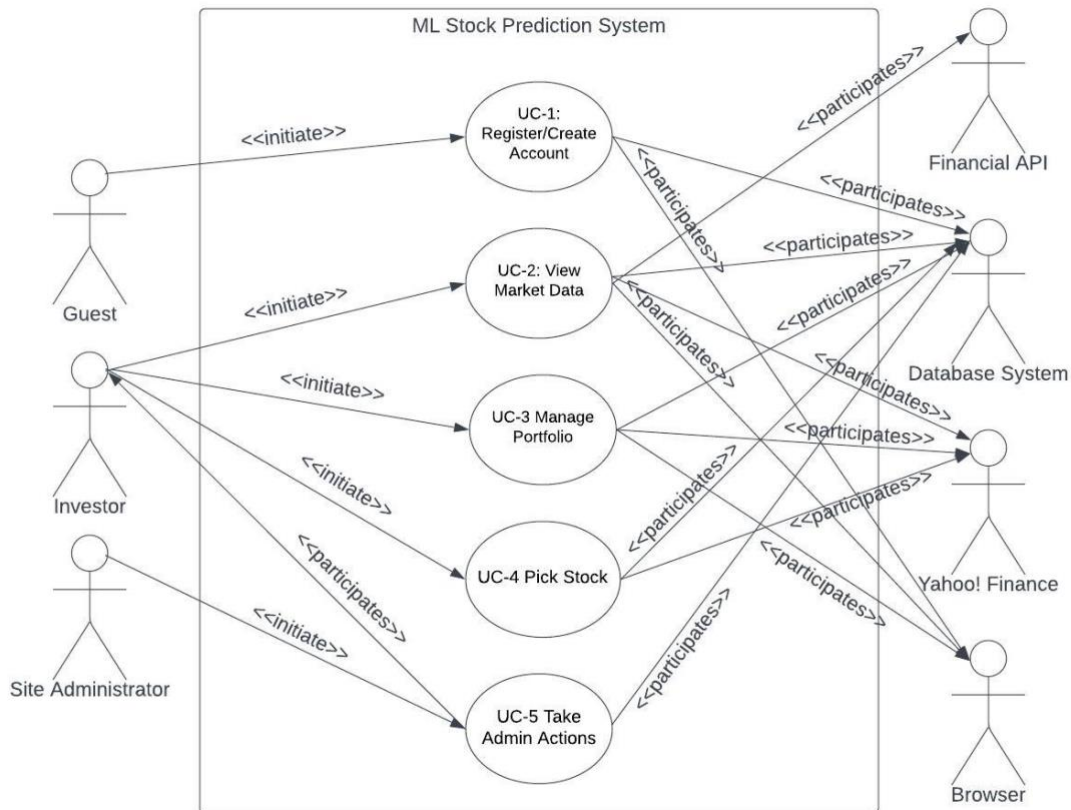 ML Stock Prediction System
<<participates>>
Financial API
UC-1:
Register/Create
Account
<<initiate>>
Guest
<<participates>>
<<participates>>
UC-2: View
Market Data
<<initiate>>
<<participates>>
<<participates>>
<<participates>>
<<participates>>
Database System
UC-3 Manage
Portfolio
<<initiate>>
<<participates>>
<<participates>>
Investor
<<initiate>>
UC-4 Pick Stock
<<participates>>
<<participates>>
<<participates>>
Yahoo! Finance
<<participates>>
<<initiate>>
Site Administrator
UC-5 Take
Admin Actions
<<participates>>
Browser